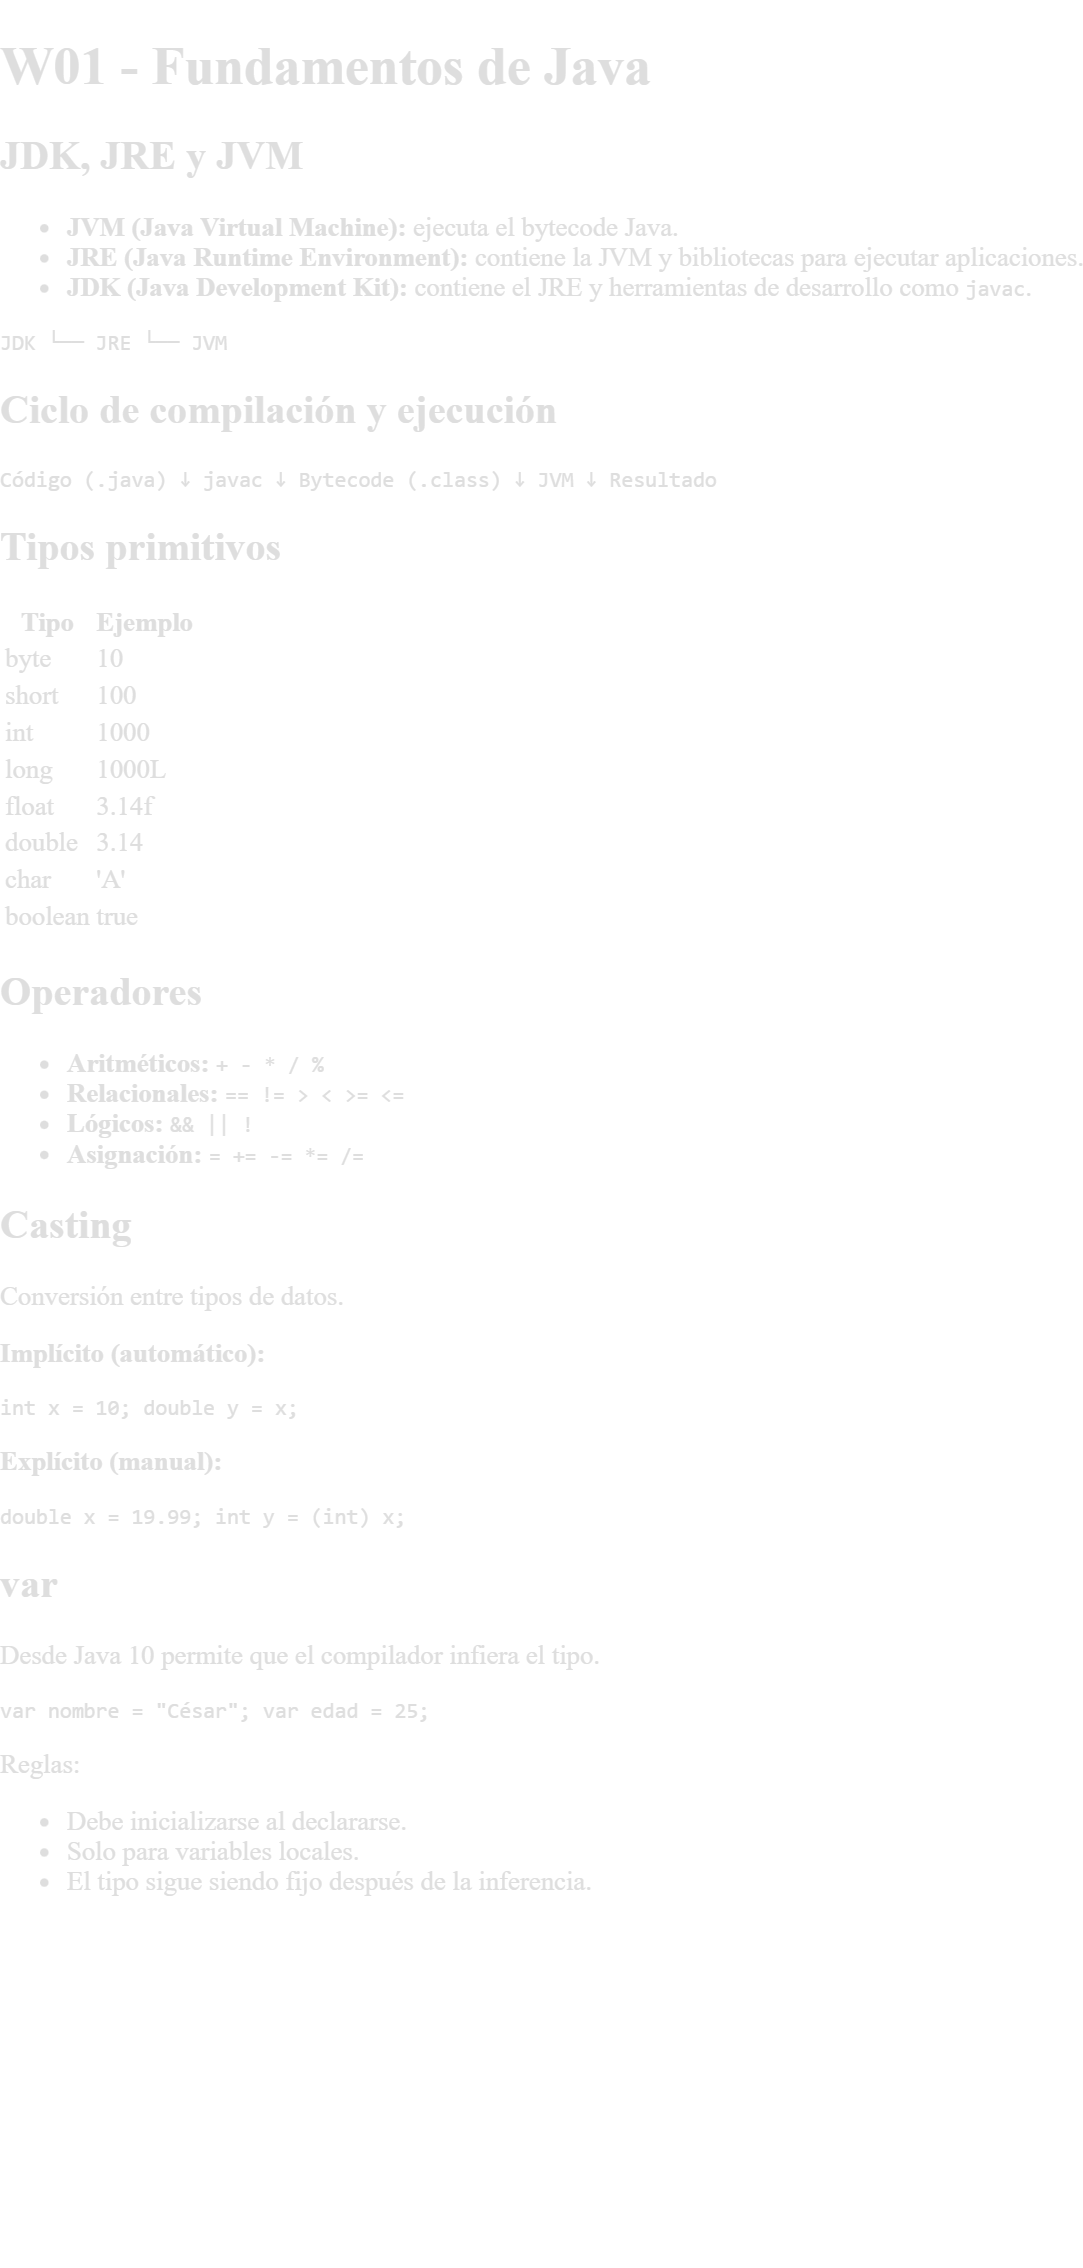 W01 - Fundamentos de Java
JDK, JRE y JVM
• JVM (Java Virtual Machine): ejecuta el bytecode Java.
• JRE (Java Runtime Environment): contiene la JVM y bibliotecas para ejecutar aplicaciones.
• JDK (Java Development Kit): contiene el JRE y herramientas de desarrollo como javac.
JDK └── JRE └── JVM
Ciclo de compilación y ejecución
Código (.java) ↓ javac ↓ Bytecode (.class) ↓ JVM ↓ Resultado
Tipos primitivos
Tipo Ejemplo
byte 10
short 100
int 1000
long 1000L
float 3.14f
double 3.14
char 'A'
boolean true
Operadores
• Aritméticos: + - * / %
• Relacionales: == != > < >= <=
• Lógicos: && || !
• Asignación: = += -= *= /=
Casting
Conversión entre tipos de datos.
Implícito (automático):
int x = 10; double y = x;
Explícito (manual):
double x = 19.99; int y = (int) x;
var
Desde Java 10 permite que el compilador infiera el tipo.
var nombre = "César"; var edad = 25;
Reglas:
• Debe inicializarse al declararse.
• Solo para variables locales.
• El tipo sigue siendo fijo después de la inferencia.